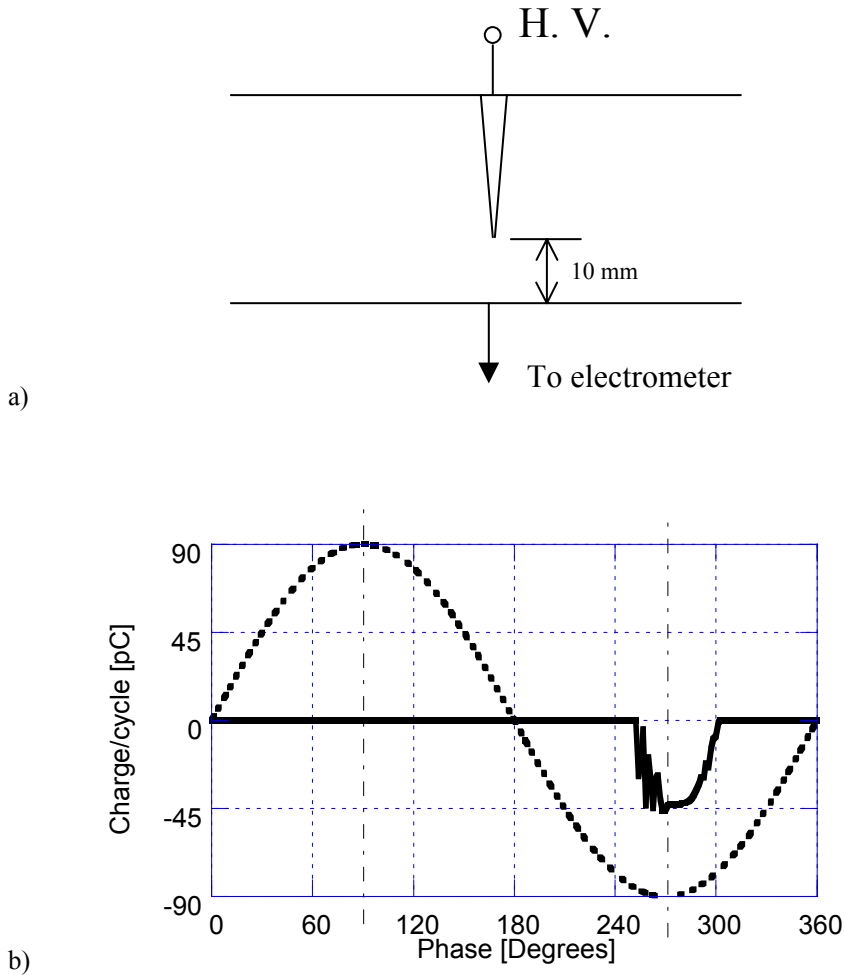 H. V.
10 mm
To electrometer
a)
90
45
0
-45
-90
Charge/cycle [pC]
0 60 120 180 240 300 360
Phase [Degrees]
b)